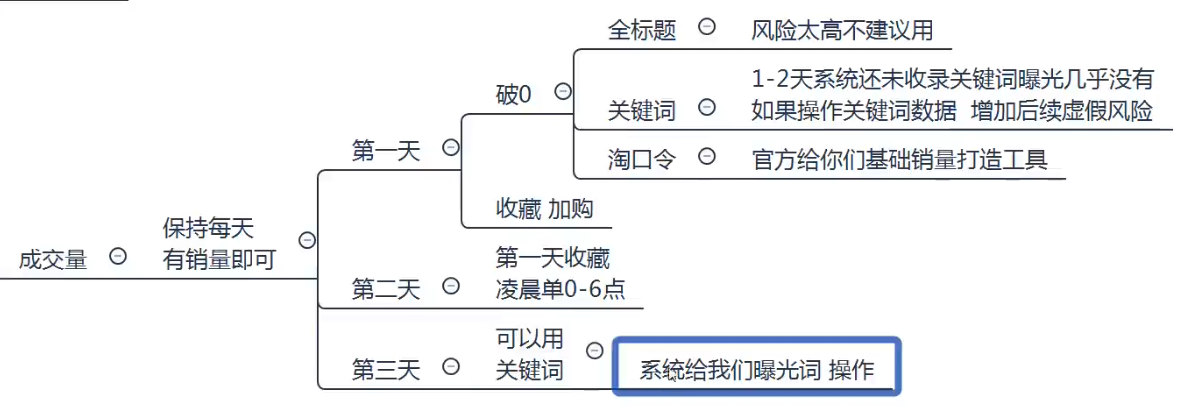 全标题
风险太高不建议用
破0
关键词
1-2天系统还未收录关键词曝光几乎没有
如果操作关键词数据 增加后续虚假风险
第一天
淘口令
官方给你们基础销量打造工具
收藏 加购
成交量
保持每天
有销量即可
第二天
第一天收藏
凌晨单0-6点
第三天
可以用
关键词
系统给我们曝光词 操作